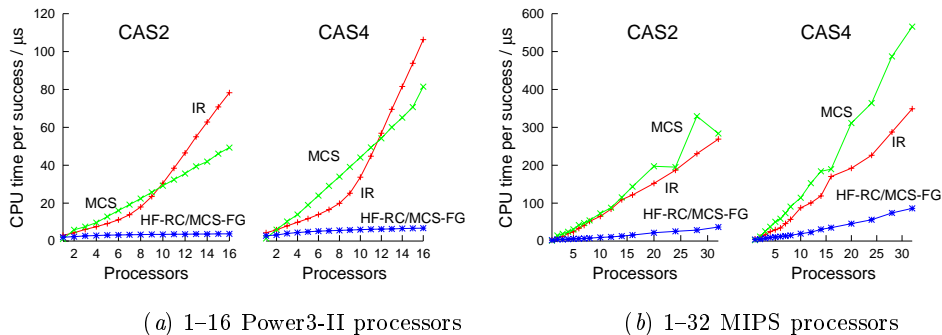 CAS2
CAS4
CPU time per success / µs
120
100
80
60
40
20
0
IR
MCS
HF-RC/MCS-FG
MCS
IR
HF-RC/MCS-FG
2 4 6 8 10 12 14 16
2 4 6 8 10 12 14 16
Processors
Processors
(a) 1–16 Power3-II processors
CAS2
CAS4
CPU time per success / µs
600
500
400
300
200
100
0
MCS
IR
HF-RC/MCS-FG
MCS
IR
HF-RC/MCS-FG
5 10 15 20 25 30
5 10 15 20 25 30
Processors
Processors
(b) 1–32 MIPS processors